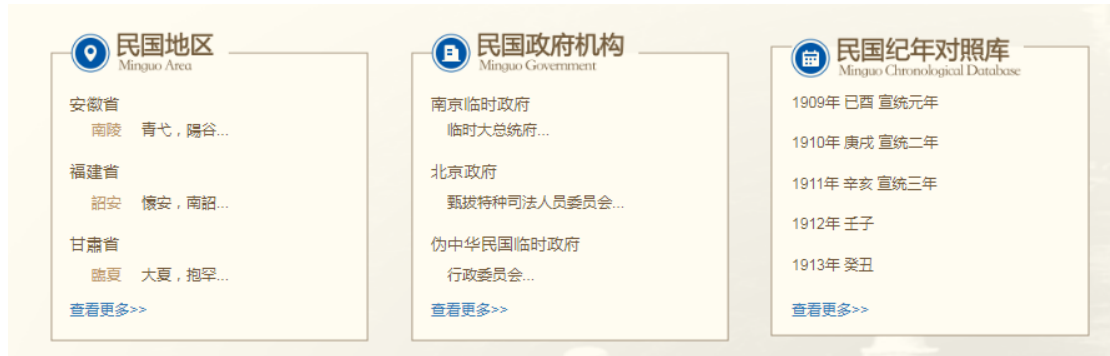 民国地区
Minguo Area
安徽省
南陵 青弋，陽谷...
福建省
詔安 懷安，南詔...
甘肅省
臨夏 大夏，抱罕...
查看更多>>
民国政府机构
Minguo Government
南京临时政府
临时大总统府...
北京政府
甄拔特种司法人员委员会...
伪中华民国临时政府
行政委员会...
查看更多>>
民国纪年对照库
Minguo Chronological Database
1909年 已酉 宣统元年
1910年 庚戌 宣统二年
1911年 辛亥 宣统三年
1912年 壬子
1913年 癸丑
查看更多>>